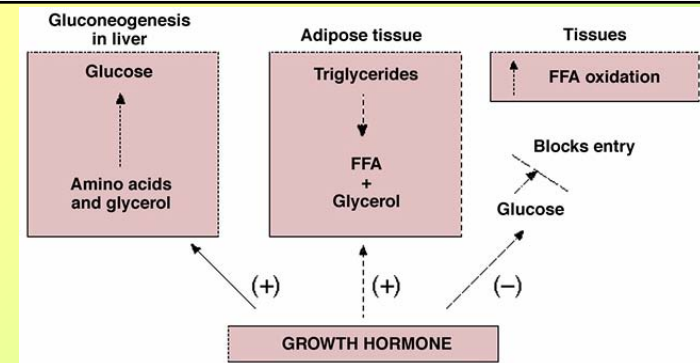 Gluconeogenesis
in liver
Glucose
Amino acids
and glycerol
Adipose tissue
Triglycerides
FFA
+
Glycerol
Tissues
FFA oxidation
Blocks entry
Glucose
(+)
(+)
(−)
GROWTH HORMONE